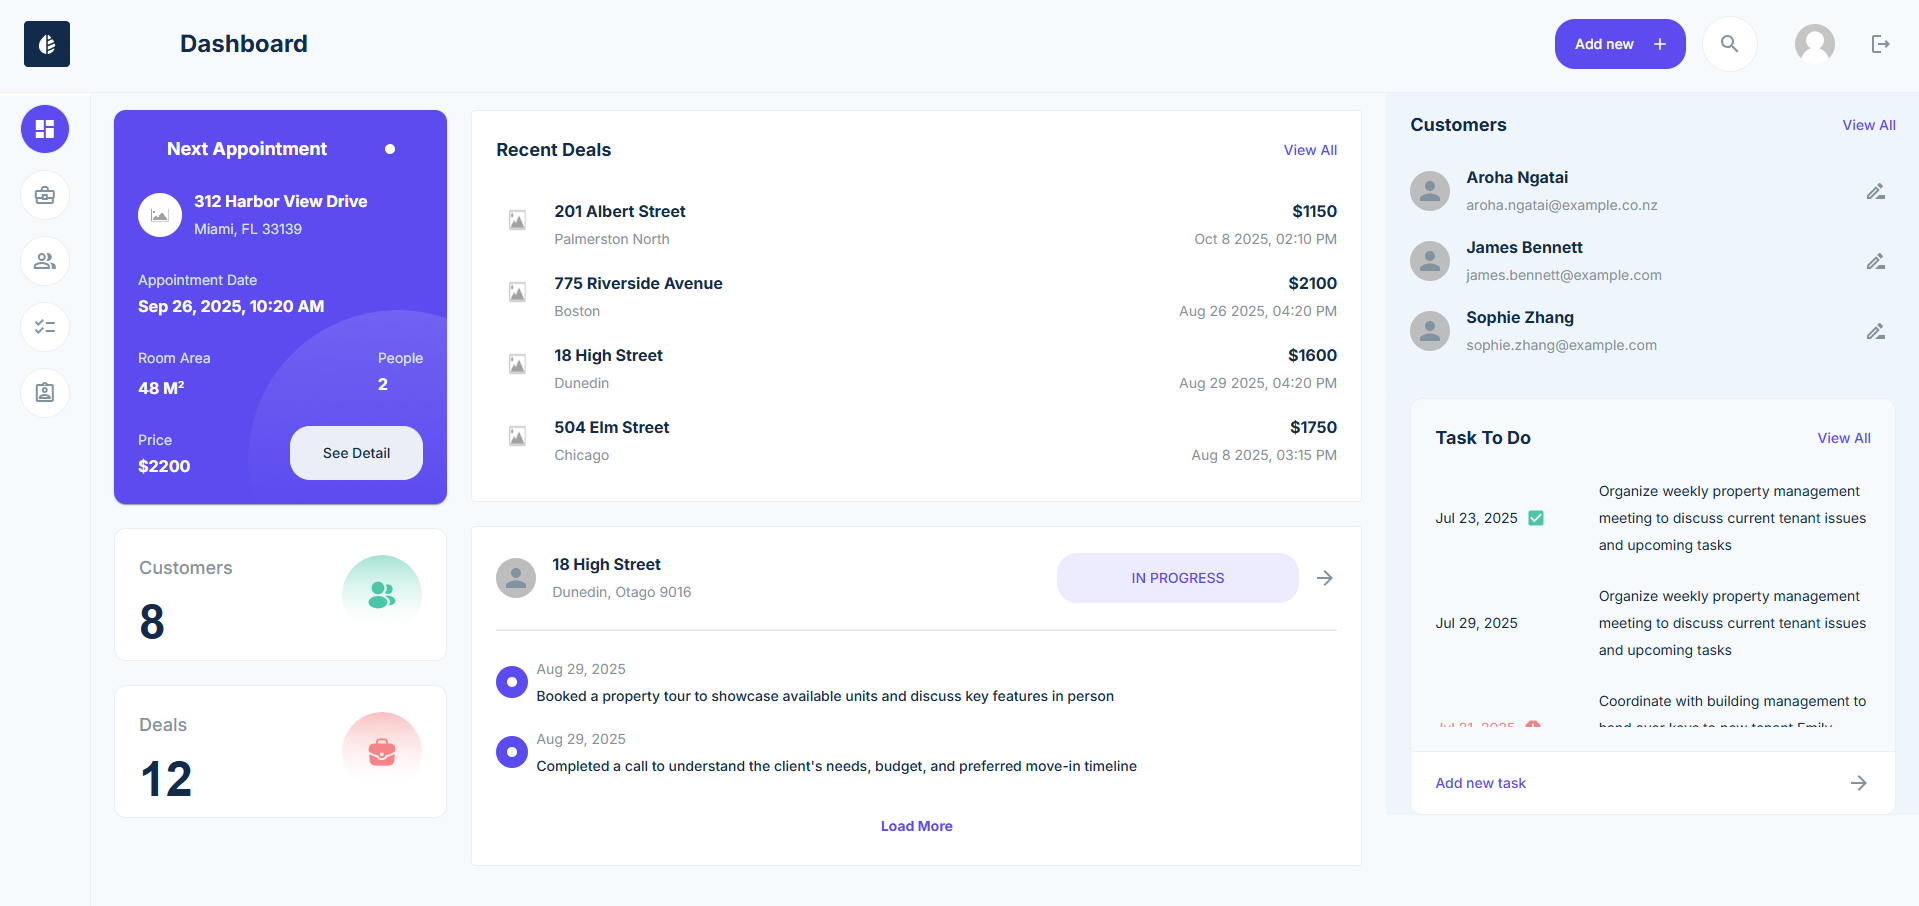 Dashboard
Add new
Next Appointment
312 Harbor View Drive
Miami, FL 33139
Appointment Date
Sep 26, 2025, 10:20 AM
Room Area
People
48 M²
2
Price
$2200
See Detail
Customers
8
Deals
12
Recent Deals
View All
201 Albert Street
$1150
Palmerston North
Oct 8 2025, 02:10 PM
775 Riverside Avenue
$2100
Boston
Aug 26 2025, 04:20 PM
18 High Street
$1600
Dunedin
Aug 29 2025, 04:20 PM
504 Elm Street
$1750
Chicago
Aug 8 2025, 03:15 PM
18 High Street
Dunedin, Otago 9016
IN PROGRESS
Aug 29, 2025
Booked a property tour to showcase available units and discuss key features in person
Aug 29, 2025
Completed a call to understand the client's needs, budget, and preferred move-in timeline
Load More
Customers
View All
Aroha Ngatai
aroha.ngatai@example.co.nz
James Bennett
james.bennett@example.com
Sophie Zhang
sophie.zhang@example.com
Task To Do
View All
Jul 23, 2025
Organize weekly property management
meeting to discuss current tenant issues
and upcoming tasks
Jul 29, 2025
Organize weekly property management
meeting to discuss current tenant issues
and upcoming tasks
Coordinate with building management to
hand over keys to new tenant Emily
Add new task